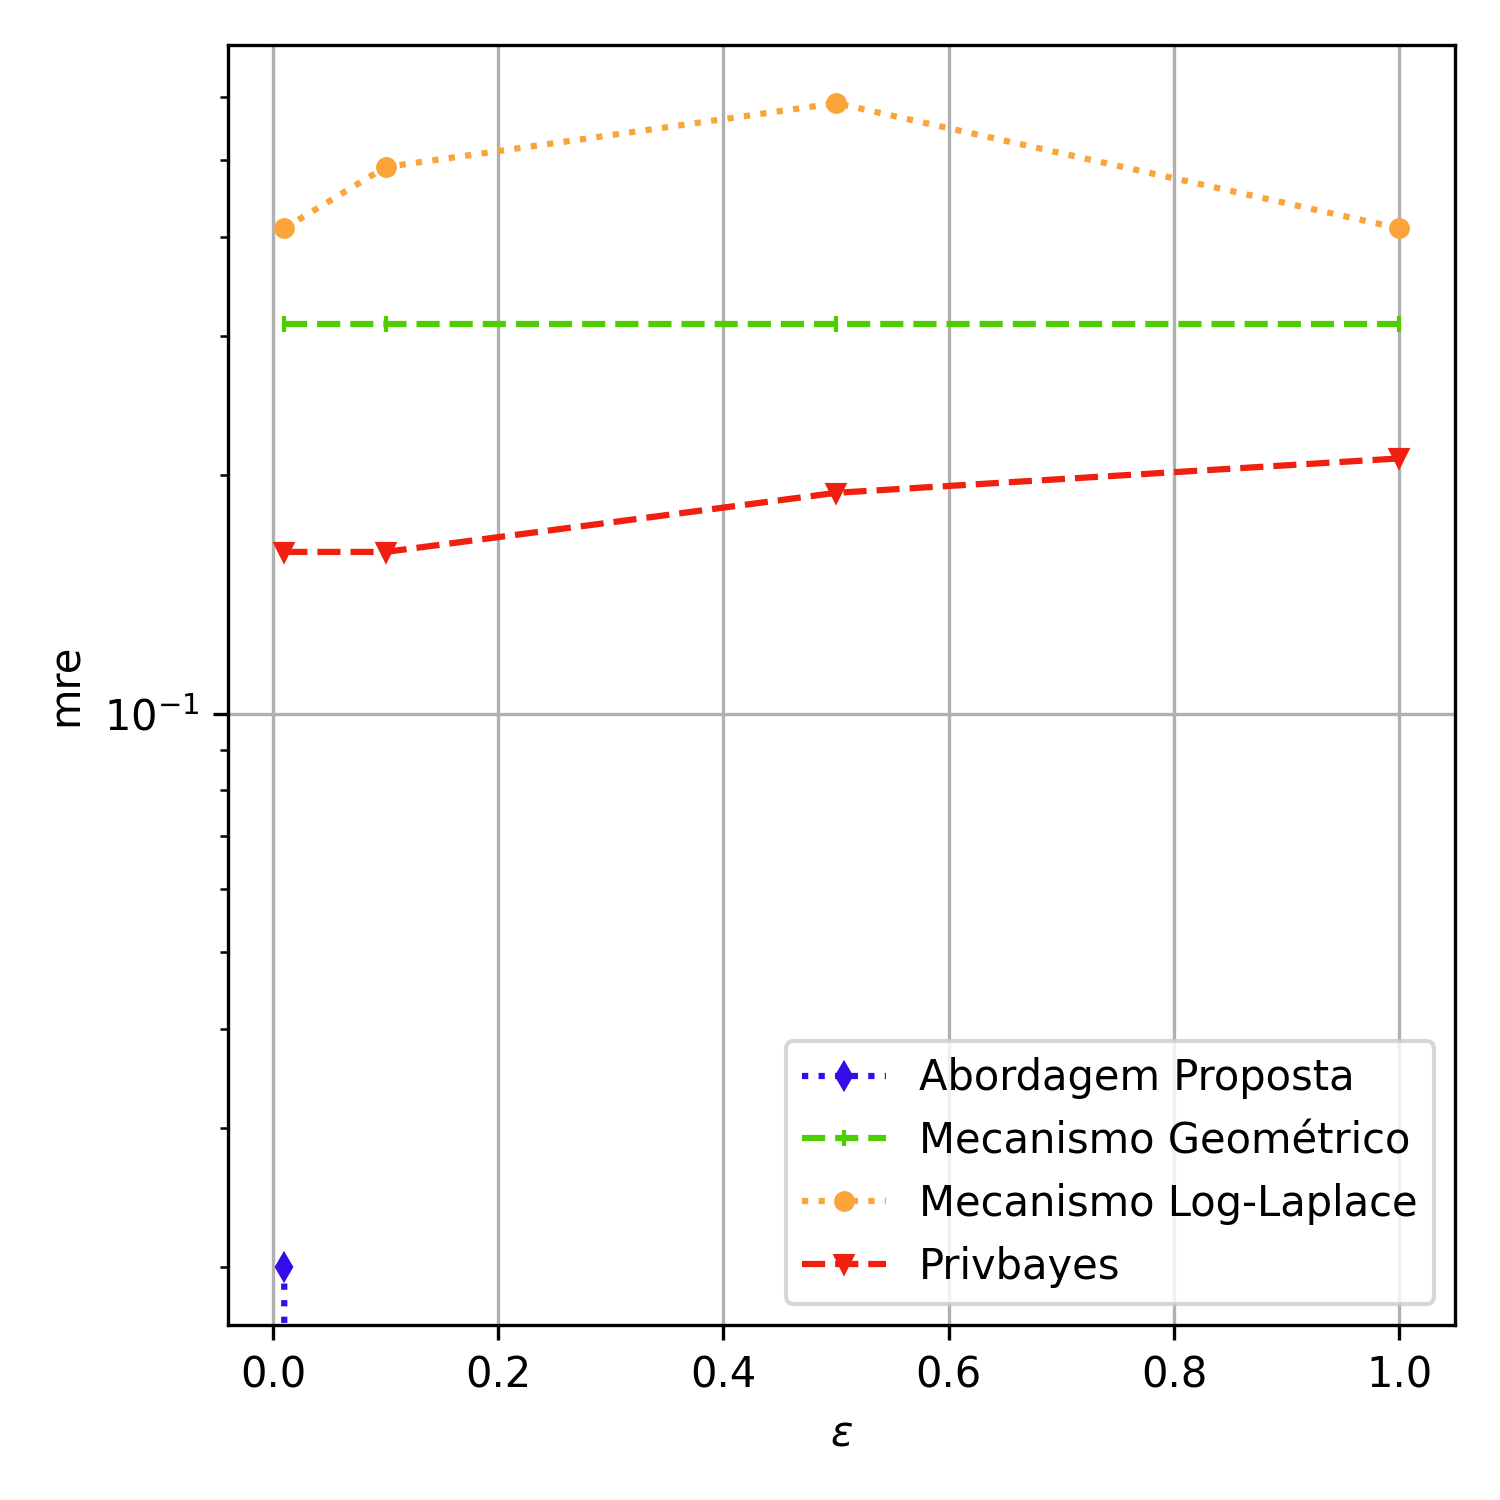 mre
10⁻¹
Abordagem Proposta
Mecanismo Geométrico
Mecanismo Log-Laplace
Privbayes
0.0 0.2 0.4 0.6 0.8 1.0
ε